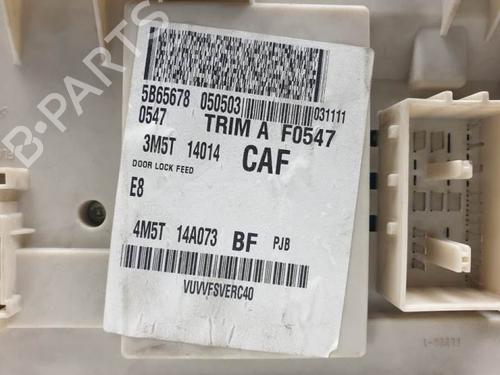 B-PARTS
5B65678 050503 031111
0547 TRIM A F0547
3M5T 14014 CAF
DOOR LOCK FEED
E8
4M5T 14A073 BF PJB
VUVVFSVERC40